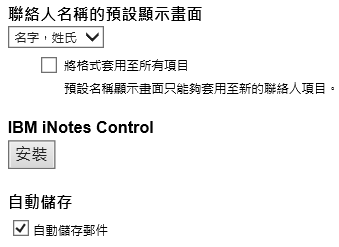 聯絡人名稱的預設顯示畫面
名字，姓氏
將格式套用至所有項目
預設名稱顯示畫面只能夠套用至新的聯絡人項目。
IBM iNotes Control
安裝
自動儲存
自動儲存郵件